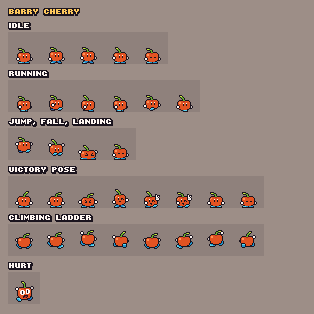 BARRY CHERRY
IDLE
RUNNING
JUMP, FALL, LANDING
VICTORY POSE
CLIMBING LADDER
HURT